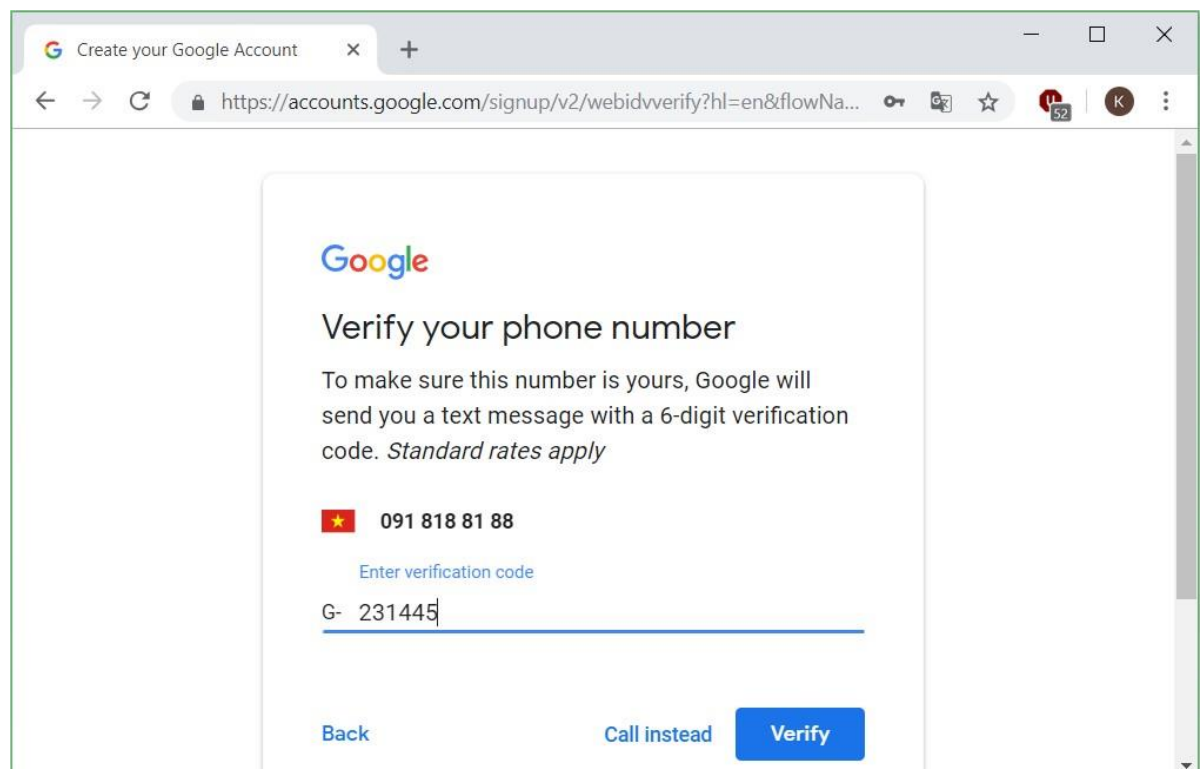 Create your Google Account
https://accounts.google.com/signup/v2/webidvverify?hl=en&flowNa...
52
K
Google
Verify your phone number
To make sure this number is yours, Google will
send you a text message with a 6-digit verification
code. Standard rates apply
091 818 81 88
Enter verification code
G- 231445
Back Call instead Verify